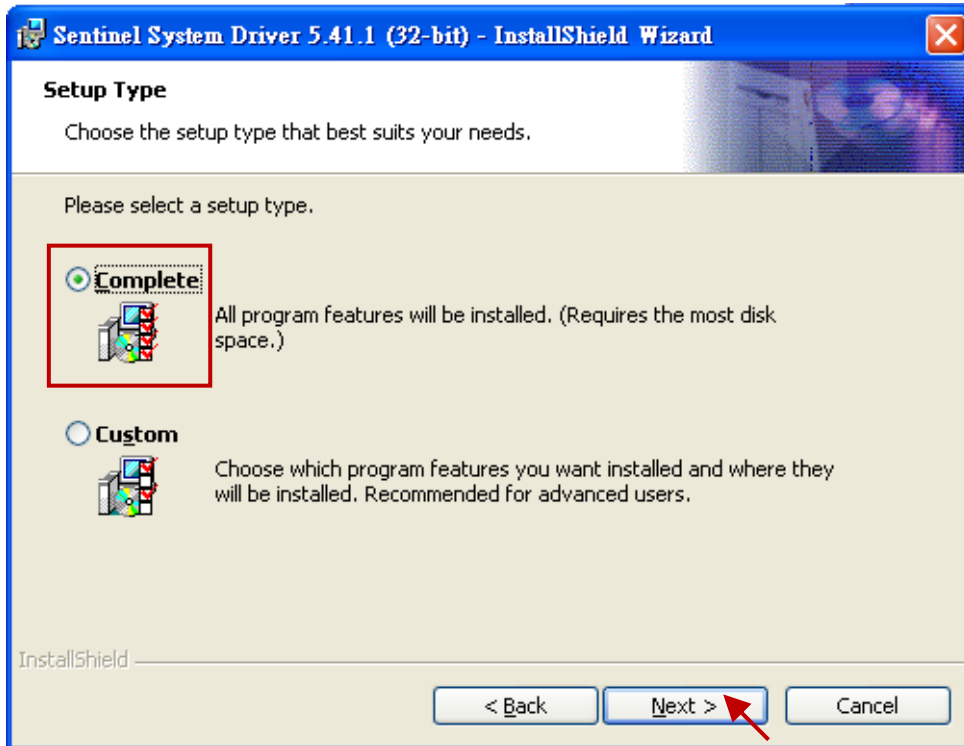 Sentinel System Driver 5.41.1 (32-bit) - InstallShield Wizard
Setup Type
Choose the setup type that best suits your needs.
Please select a setup type.
Complete
All program features will be installed. (Requires the most disk
space.)
Custom
Choose which program features you want installed and where they
will be installed. Recommended for advanced users.
InstallShield
< Back
Next >
Cancel